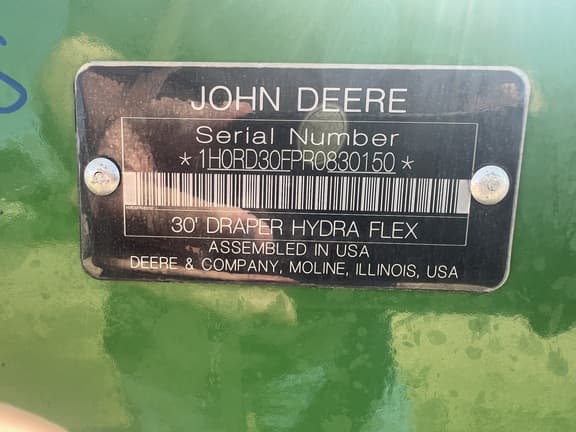 JOHN DEERE
Serial Number
*1H0RD30FPR0830150*
30' DRAPER HYDRA FLEX
ASSEMBLED IN USA
DEERE & COMPANY, MOLINE, ILLINOIS, USA